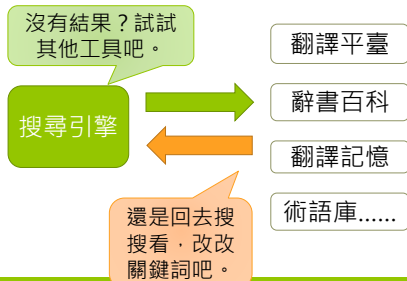 沒有結果？試試
其他工具吧。
搜尋引擎
翻譯平臺
辭書百科
翻譯記憶
術語庫......
還是回去搜
搜看，改改
關鍵詞吧。